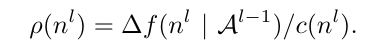 ρ(n^l) = Δf(n^l | 𝒜^{l−1})/c(n^l).